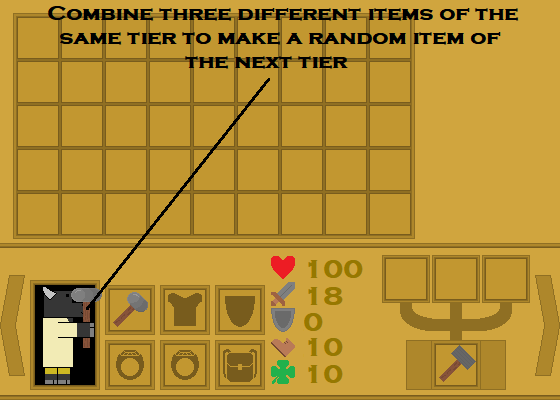 Combine three different items of the
same tier to make a random item of
the next tier
100
18
0
10
10